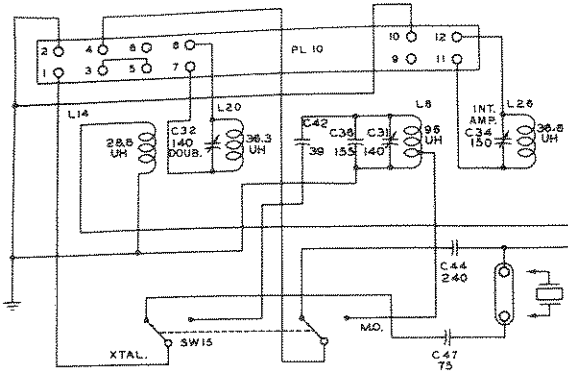 2 4 6 8 PL 10 10 12
1 3 5 7 9 11
L14 L20 C42 L8 INT. AMP. L26
28.8 UH
C32 140 DOUB.
36.3 UH
39
C38 155
C31 140
96 UH
C34 150
36.8 UH
C44 240
SW15
M.O.
XTAL.
C47 75